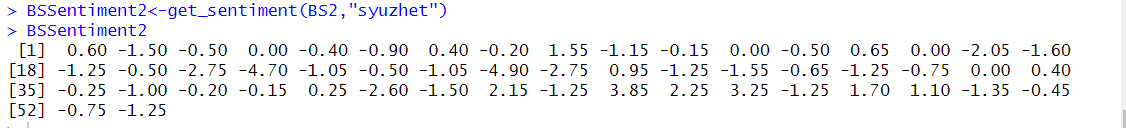 > BSSentiment2<-get_sentiment(BS2,"syuzhet")
> BSSentiment2
 [1]  0.60 -1.50 -0.50  0.00 -0.40 -0.90  0.40 -0.20  1.55 -1.15 -0.15  0.00 -0.50  0.65  0.00 -2.05 -1.60
[18] -1.25 -0.50 -2.75 -4.70 -1.05 -0.50 -1.05 -4.90 -2.75  0.95 -1.25 -1.55 -0.65 -1.25 -0.75  0.00  0.40
[35] -0.25 -1.00 -0.20 -0.15  0.25 -2.60 -1.50  2.15 -1.25  3.85  2.25  3.25 -1.25  1.70  1.10 -1.35 -0.45
[52] -0.75 -1.25